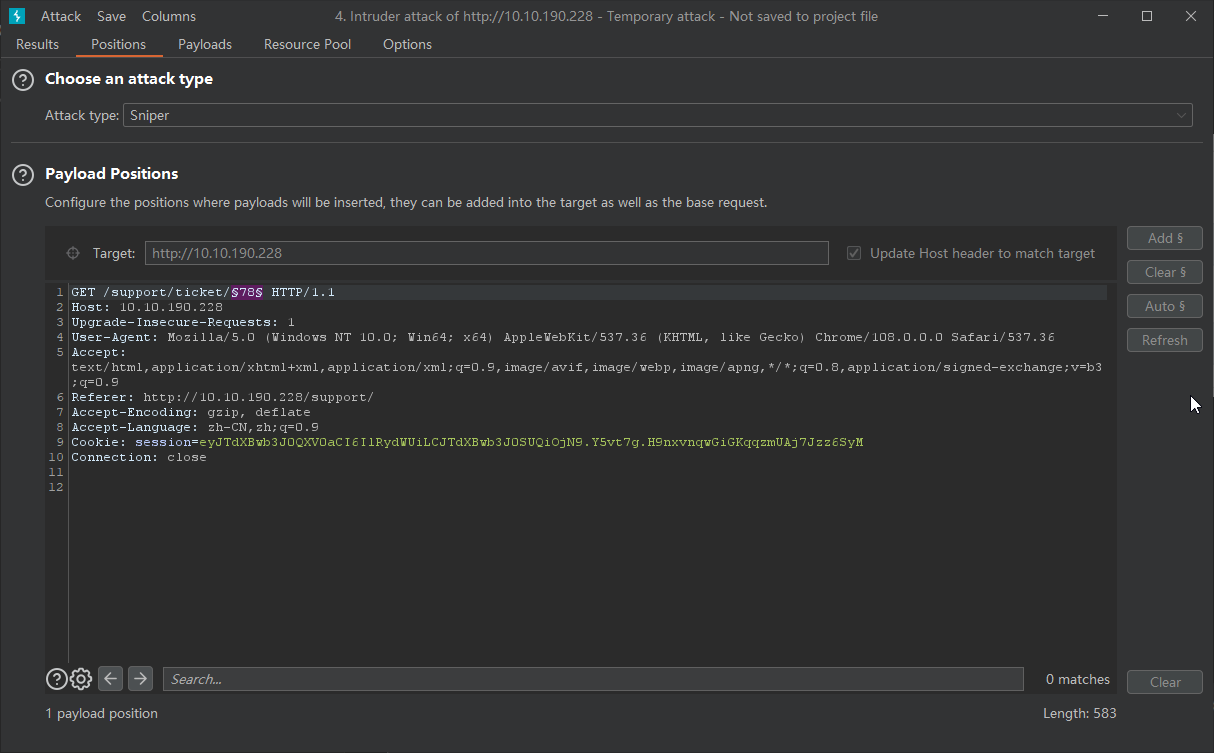 Attack Save Columns 4. Intruder attack of http://10.10.190.228 - Temporary attack - Not saved to project file
Results Positions Payloads Resource Pool Options
? Choose an attack type
Attack type: Sniper
? Payload Positions
Configure the positions where payloads will be inserted, they can be added into the target as well as the base request.
Target: http://10.10.190.228 Update Host header to match target
Add §
Clear §
Auto §
Refresh
1 GET /support/ticket/§78§ HTTP/1.1
2 Host: 10.10.190.228
3 Upgrade-Insecure-Requests: 1
4 User-Agent: Mozilla/5.0 (Windows NT 10.0; Win64; x64) AppleWebKit/537.36 (KHTML, like Gecko) Chrome/108.0.0.0 Safari/537.36
5 Accept:
text/html,application/xhtml+xml,application/xml;q=0.9,image/avif,image/webp,image/apng,*/*;q=0.8,application/signed-exchange;v=b3
;q=0.9
6 Referer: http://10.10.190.228/support/
7 Accept-Encoding: gzip, deflate
8 Accept-Language: zh-CN,zh;q=0.9
9 Cookie: session=eyJTdXBwb3J0QXV0aCI6IlRydWUiLCJTdXBwb3J0SUQiOjN9.Y5vt7g.H9nxvnqwGiGKqqzmUAj7Jzz6SyM
10 Connection: close
11
12
? Search... 0 matches Clear
1 payload position Length: 583